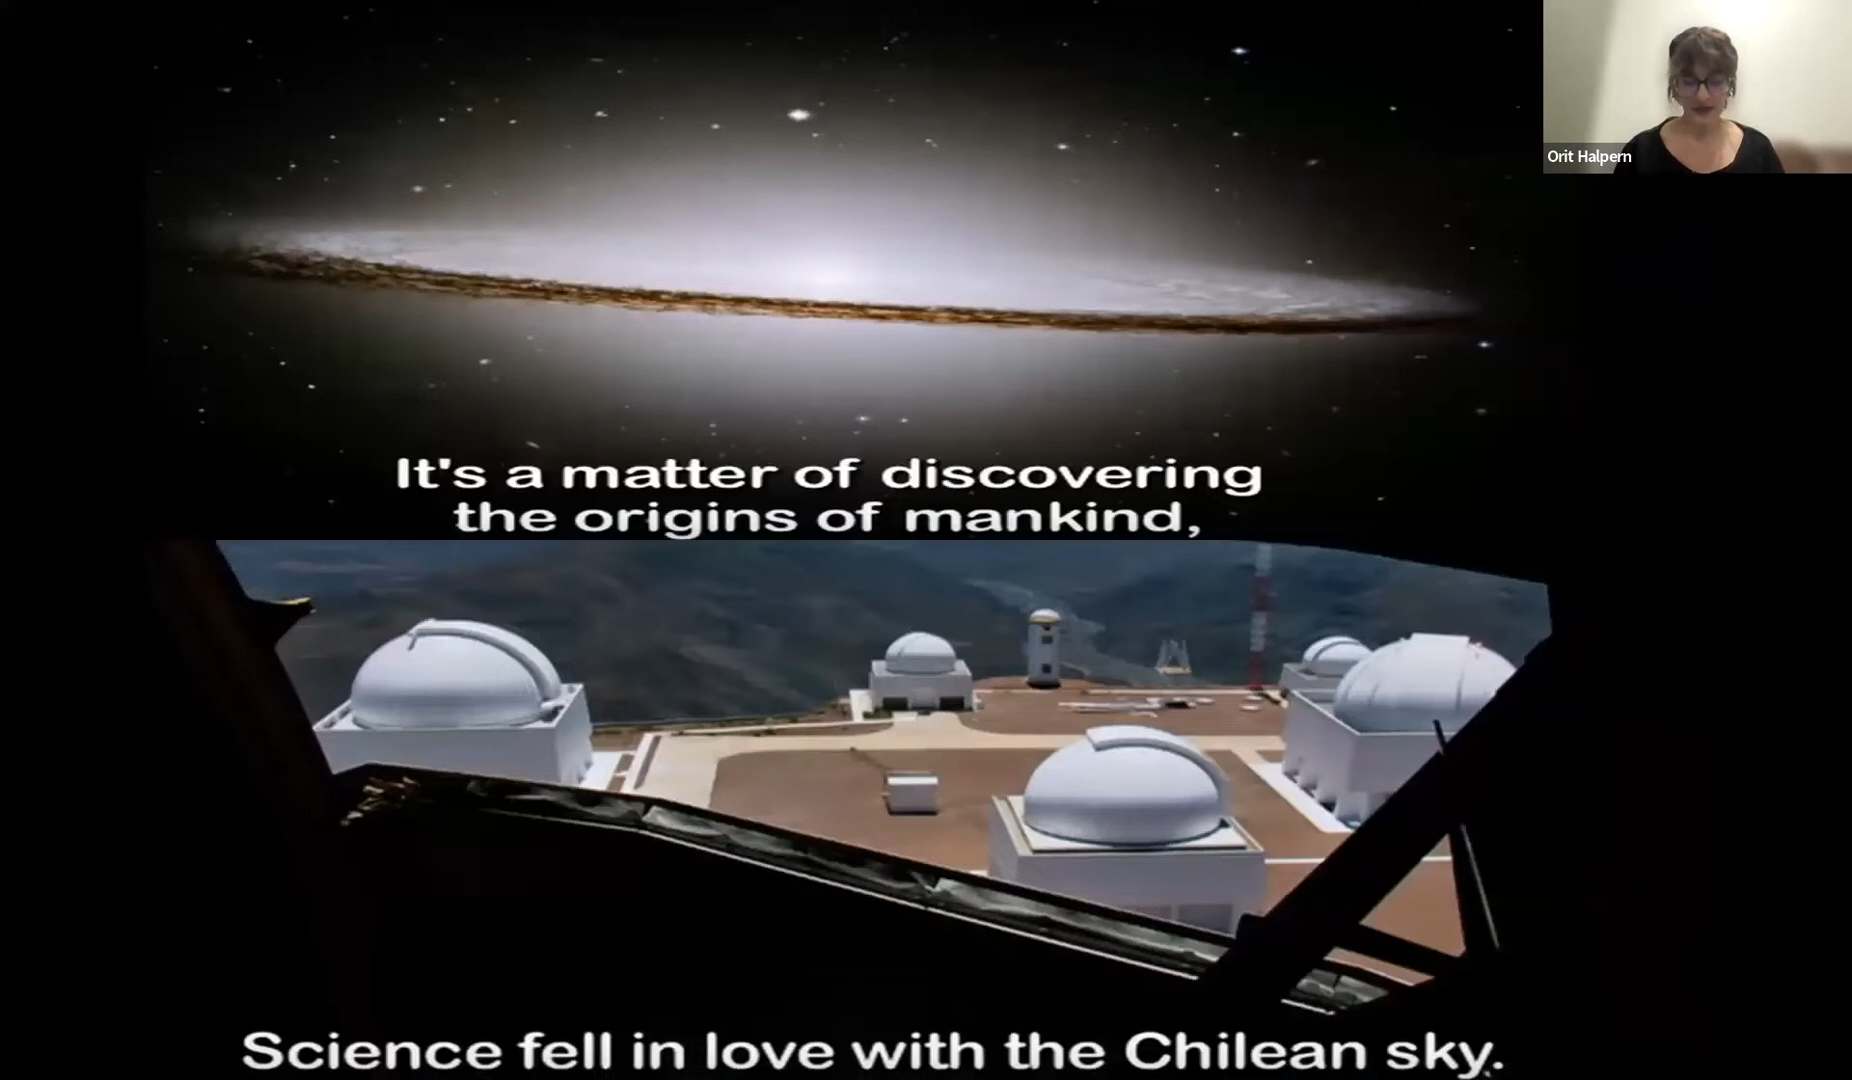 Orit Halpern
It's a matter of discovering
the origins of mankind,
Science fell in love with the Chilean sky.